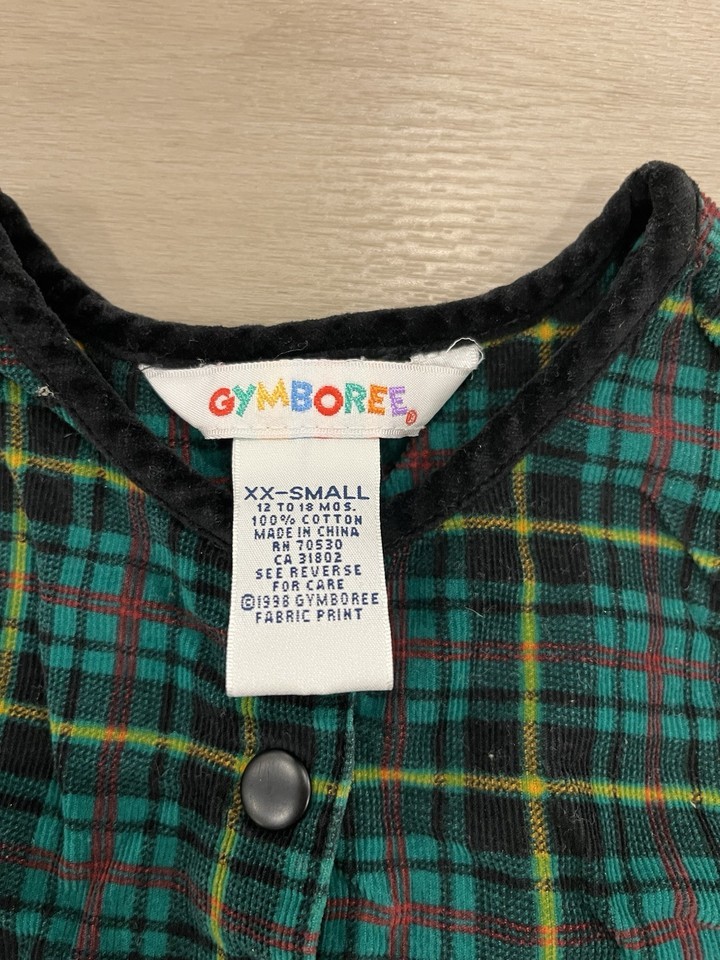 GYMBOREE®
XX-SMALL
12 TO 18 MOS.
100% COTTON
MADE IN CHINA
RN 70530
CA 31802
SEE REVERSE
FOR CARE
©1998 GYMBOREE
FABRIC PRINT